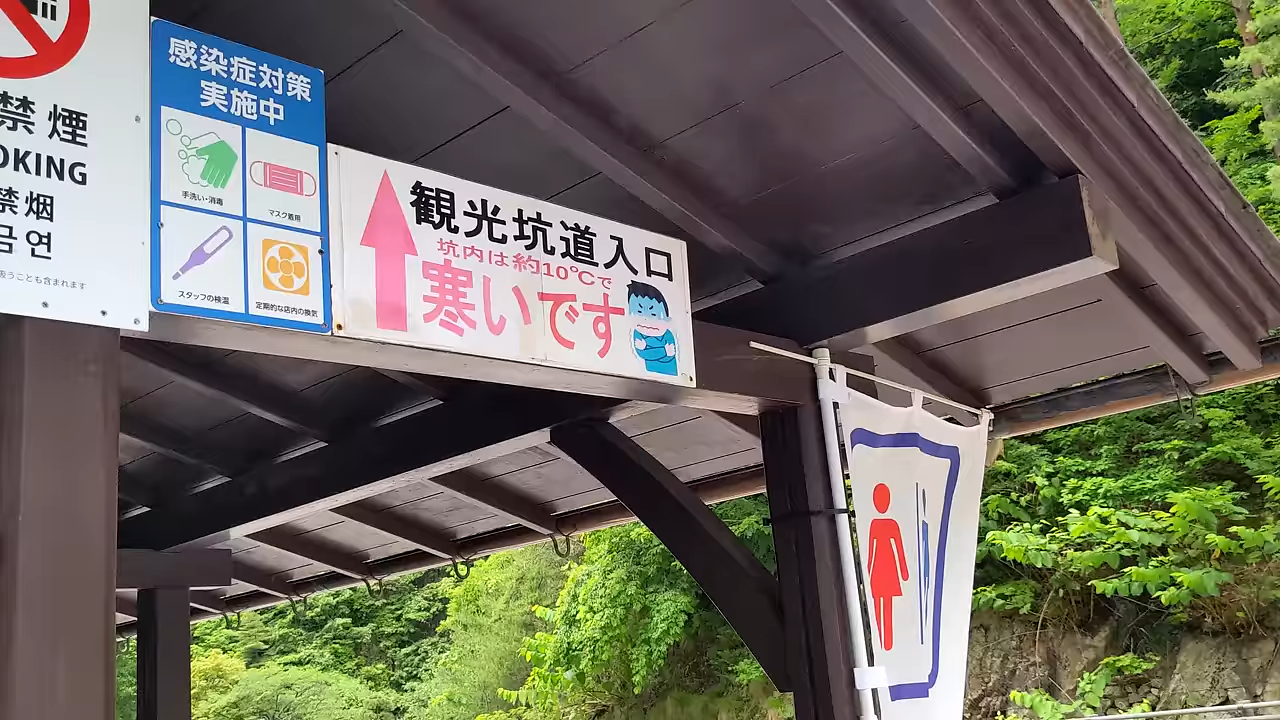 禁煙
OKING
禁烟
금연
吸うことも含まれます
感染症対策
実施中
手洗い・消毒
マスク着用
スタッフの検温
定期的な店内の換気
観光坑道入口
坑内は約10℃で
寒いです